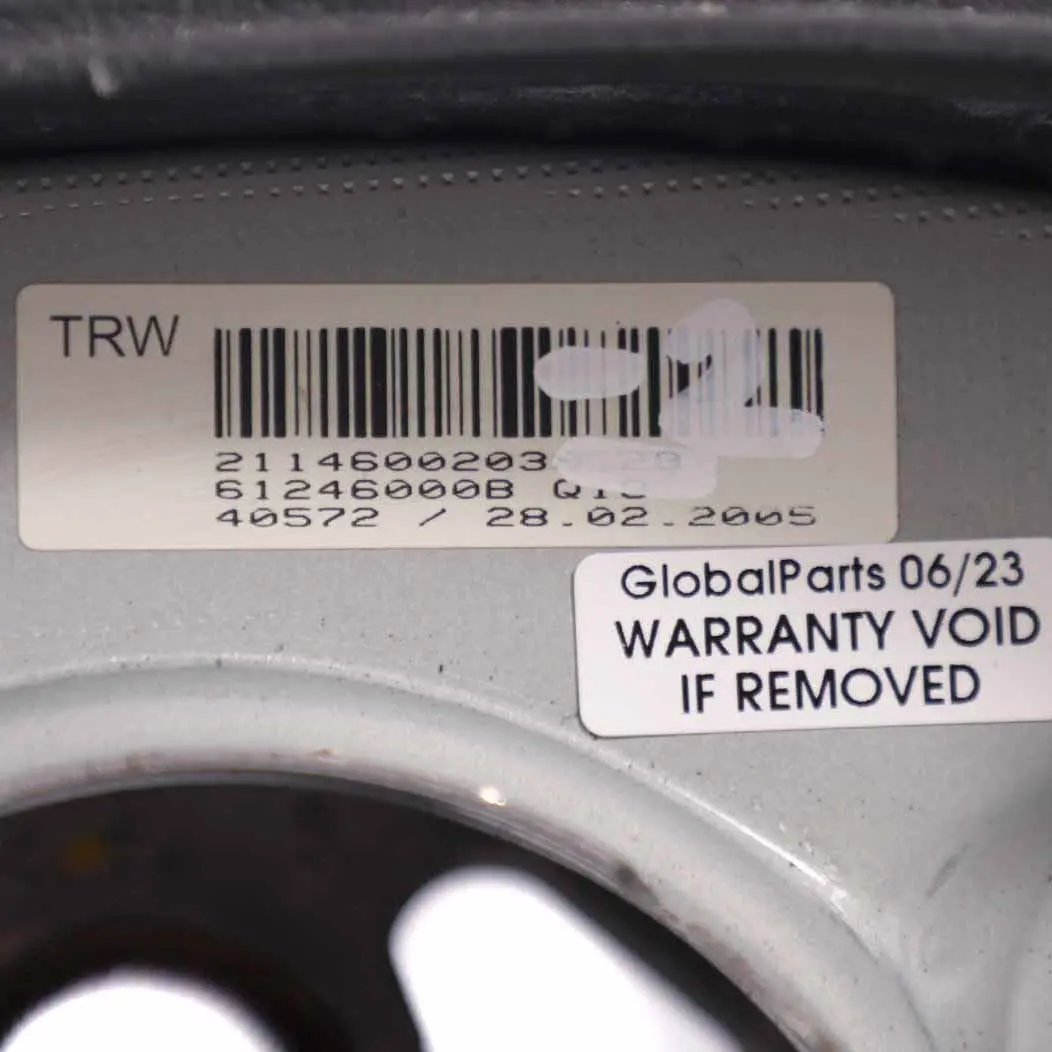 TRW
2114600203
61246000B
40572 / 28.02.2005
GlobalParts 06/23
WARRANTY VOID
IF REMOVED